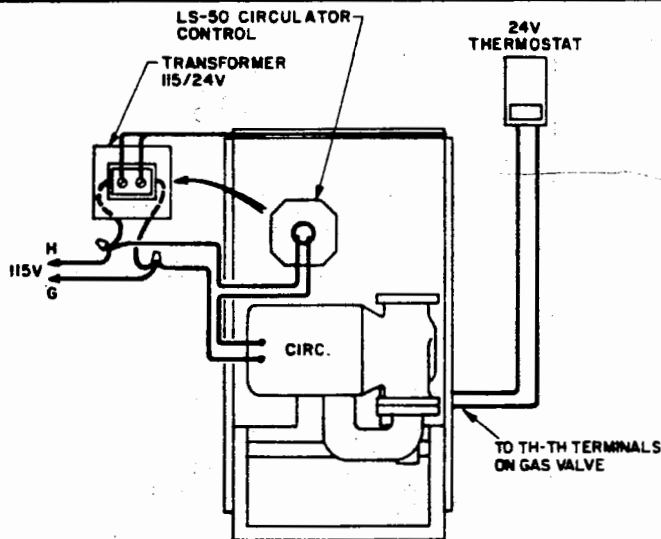 LS-50 CIRCULATOR
CONTROL
TRANSFORMER
115/24V
24V
THERMOSTAT
H
115V
G
CIRC.
TO TH-TH TERMINALS
ON GAS VALVE